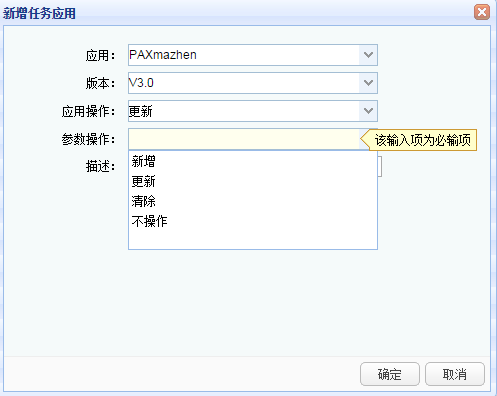 新增任务应用
应用： PAXmazhen
版本： V3.0
应用操作： 更新
参数操作： 该输入项为必输项
描述： 新增
更新
清除
不操作
确定 取消